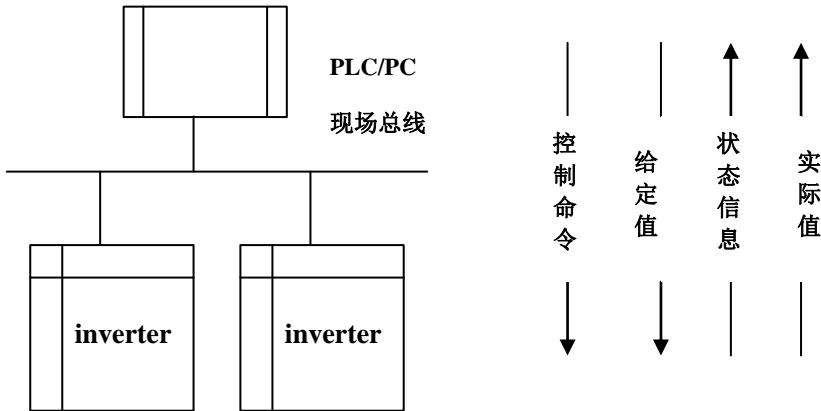 PLC/PC
现场总线
inverter
inverter
控制命令
给定值
状态信息
实际值